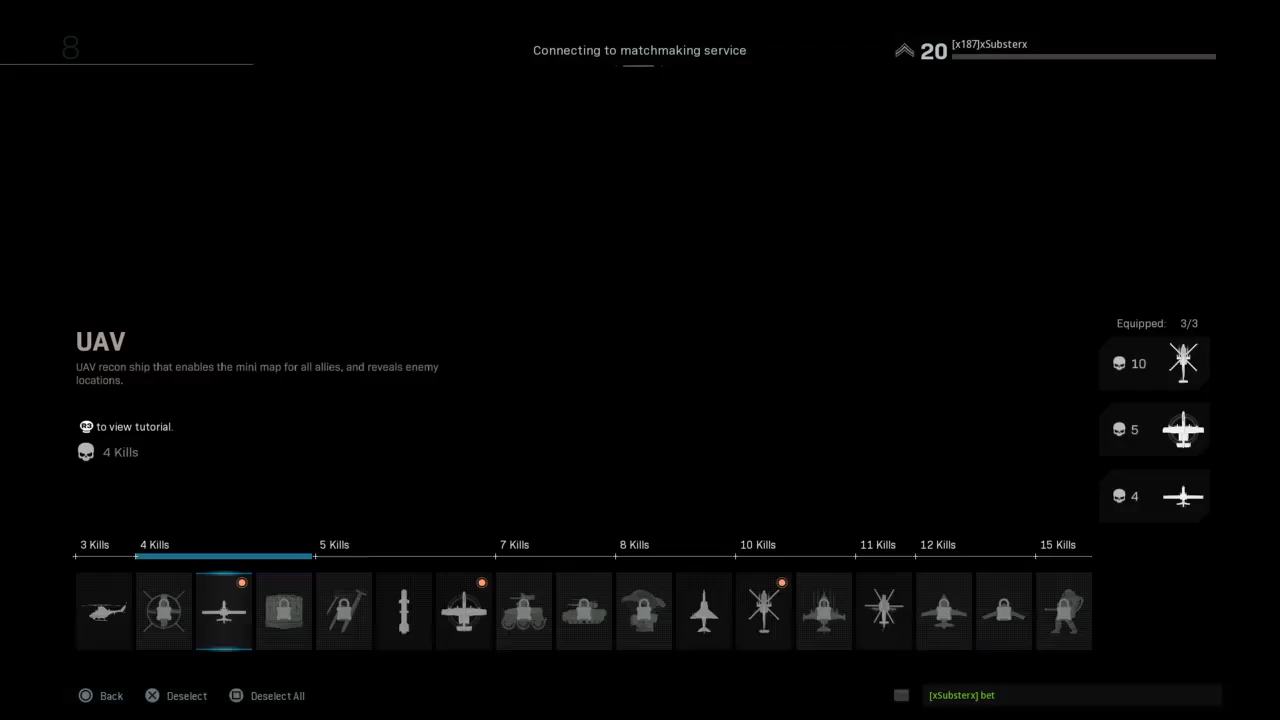 8
Connecting to matchmaking service
20
[x187]xSubsterx
UAV
UAV recon ship that enables the mini map for all allies, and reveals enemy
locations.
R3 to view tutorial.
4 Kills
Equipped: 3/3
10
5
4
3 Kills
4 Kills
5 Kills
7 Kills
8 Kills
10 Kills
11 Kills
12 Kills
15 Kills
Back
Deselect
Deselect All
[xSubsterx] bet